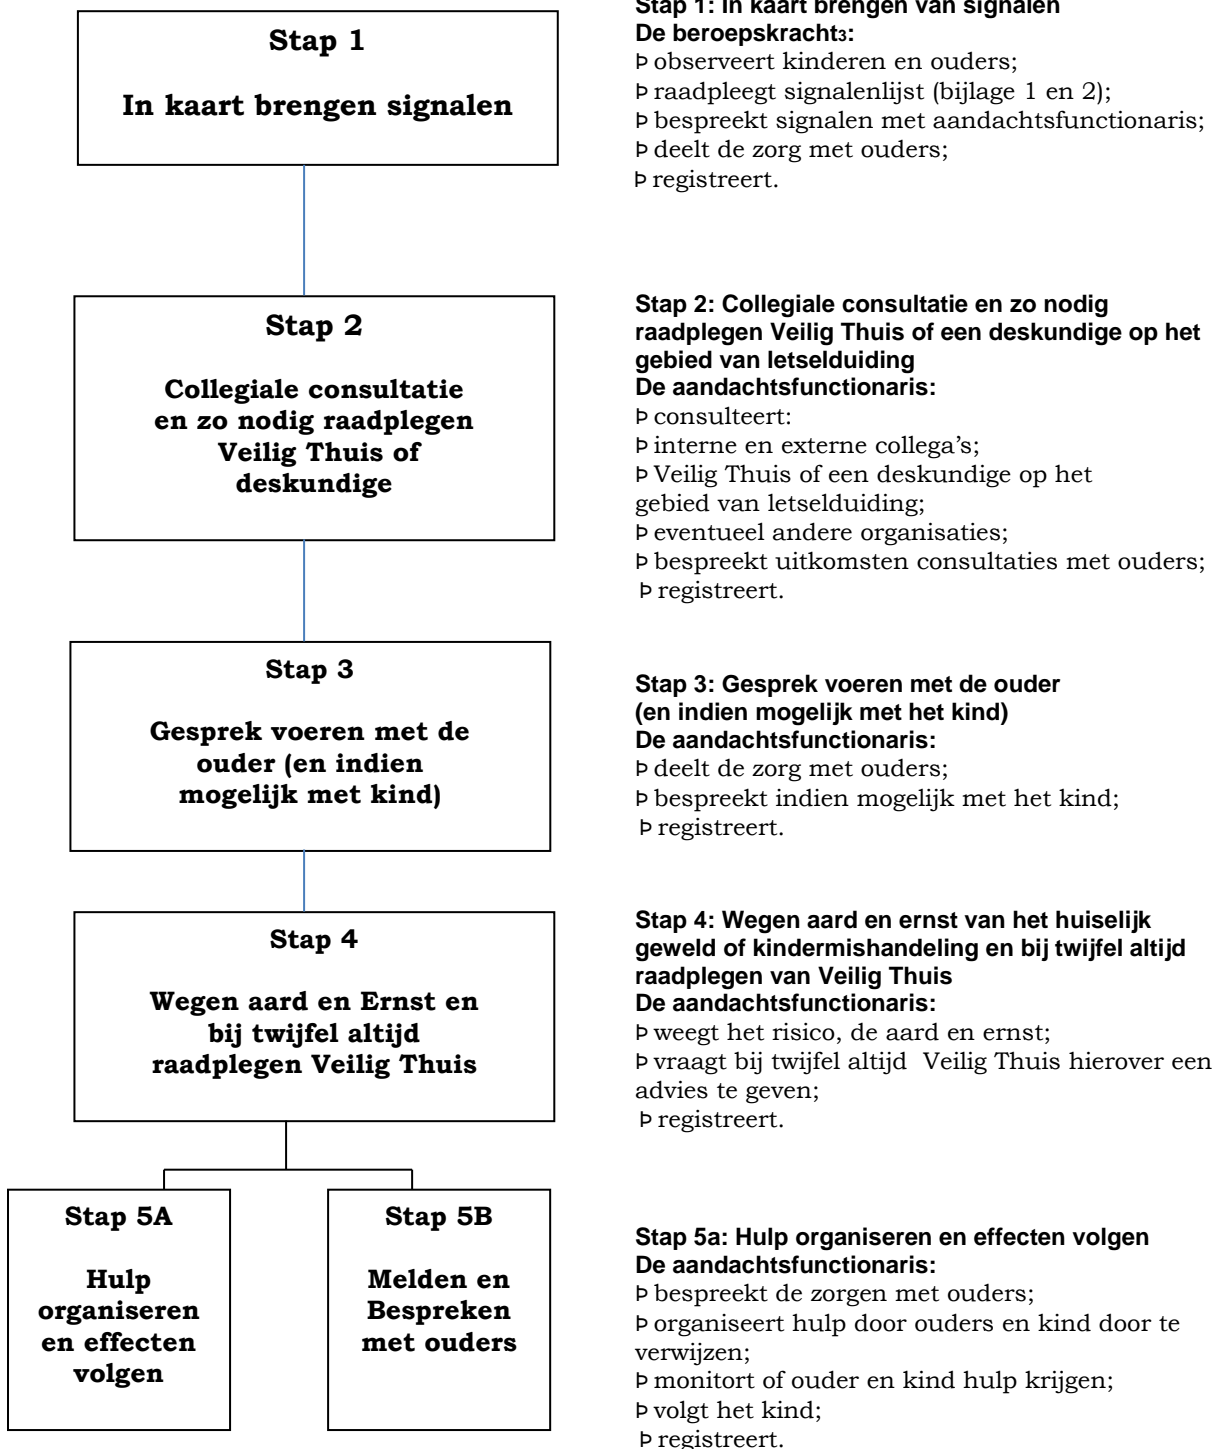 Stap 1
In kaart brengen signalen
Stap 2
Collegiale consultatie
en zo nodig raadplegen
Veilig Thuis of
deskundige
Stap 3
Gesprek voeren met de
ouder (en indien
mogelijk met kind)
Stap 4
Wegen aard en Ernst en
bij twijfel altijd
raadplegen Veilig Thuis
Stap 5A
Hulp
organiseren
en effecten
volgen
Stap 5B
Melden en
Bespreken
met ouders
Stap 1: In kaart brengen van signalen
De beroepskracht3:
Þ observeert kinderen en ouders;
Þ raadpleegt signalenlijst (bijlage 1 en 2);
Þ bespreekt signalen met aandachtsfunctionaris;
Þ deelt de zorg met ouders;
Þ registreert.
Stap 2: Collegiale consultatie en zo nodig
raadplegen Veilig Thuis of een deskundige op het
gebied van letselduiding
De aandachtsfunctionaris:
Þ consulteert:
Þ interne en externe collega’s;
Þ Veilig Thuis of een deskundige op het
gebied van letselduiding;
Þ eventueel andere organisaties;
Þ bespreekt uitkomsten consultaties met ouders;
Þ registreert.
Stap 3: Gesprek voeren met de ouder
(en indien mogelijk met het kind)
De aandachtsfunctionaris:
Þ deelt de zorg met ouders;
Þ bespreekt indien mogelijk met het kind;
Þ registreert.
Stap 4: Wegen aard en ernst van het huiselijk
geweld of kindermishandeling en bij twijfel altijd
raadplegen van Veilig Thuis
De aandachtsfunctionaris:
Þ weegt het risico, de aard en ernst;
Þ vraagt bij twijfel altijd Veilig Thuis hierover een
advies te geven;
Þ registreert.
Stap 5a: Hulp organiseren en effecten volgen
De aandachtsfunctionaris:
Þ bespreekt de zorgen met ouders;
Þ organiseert hulp door ouders en kind door te
verwijzen;
Þ monitort of ouder en kind hulp krijgen;
Þ volgt het kind;
Þ registreert.